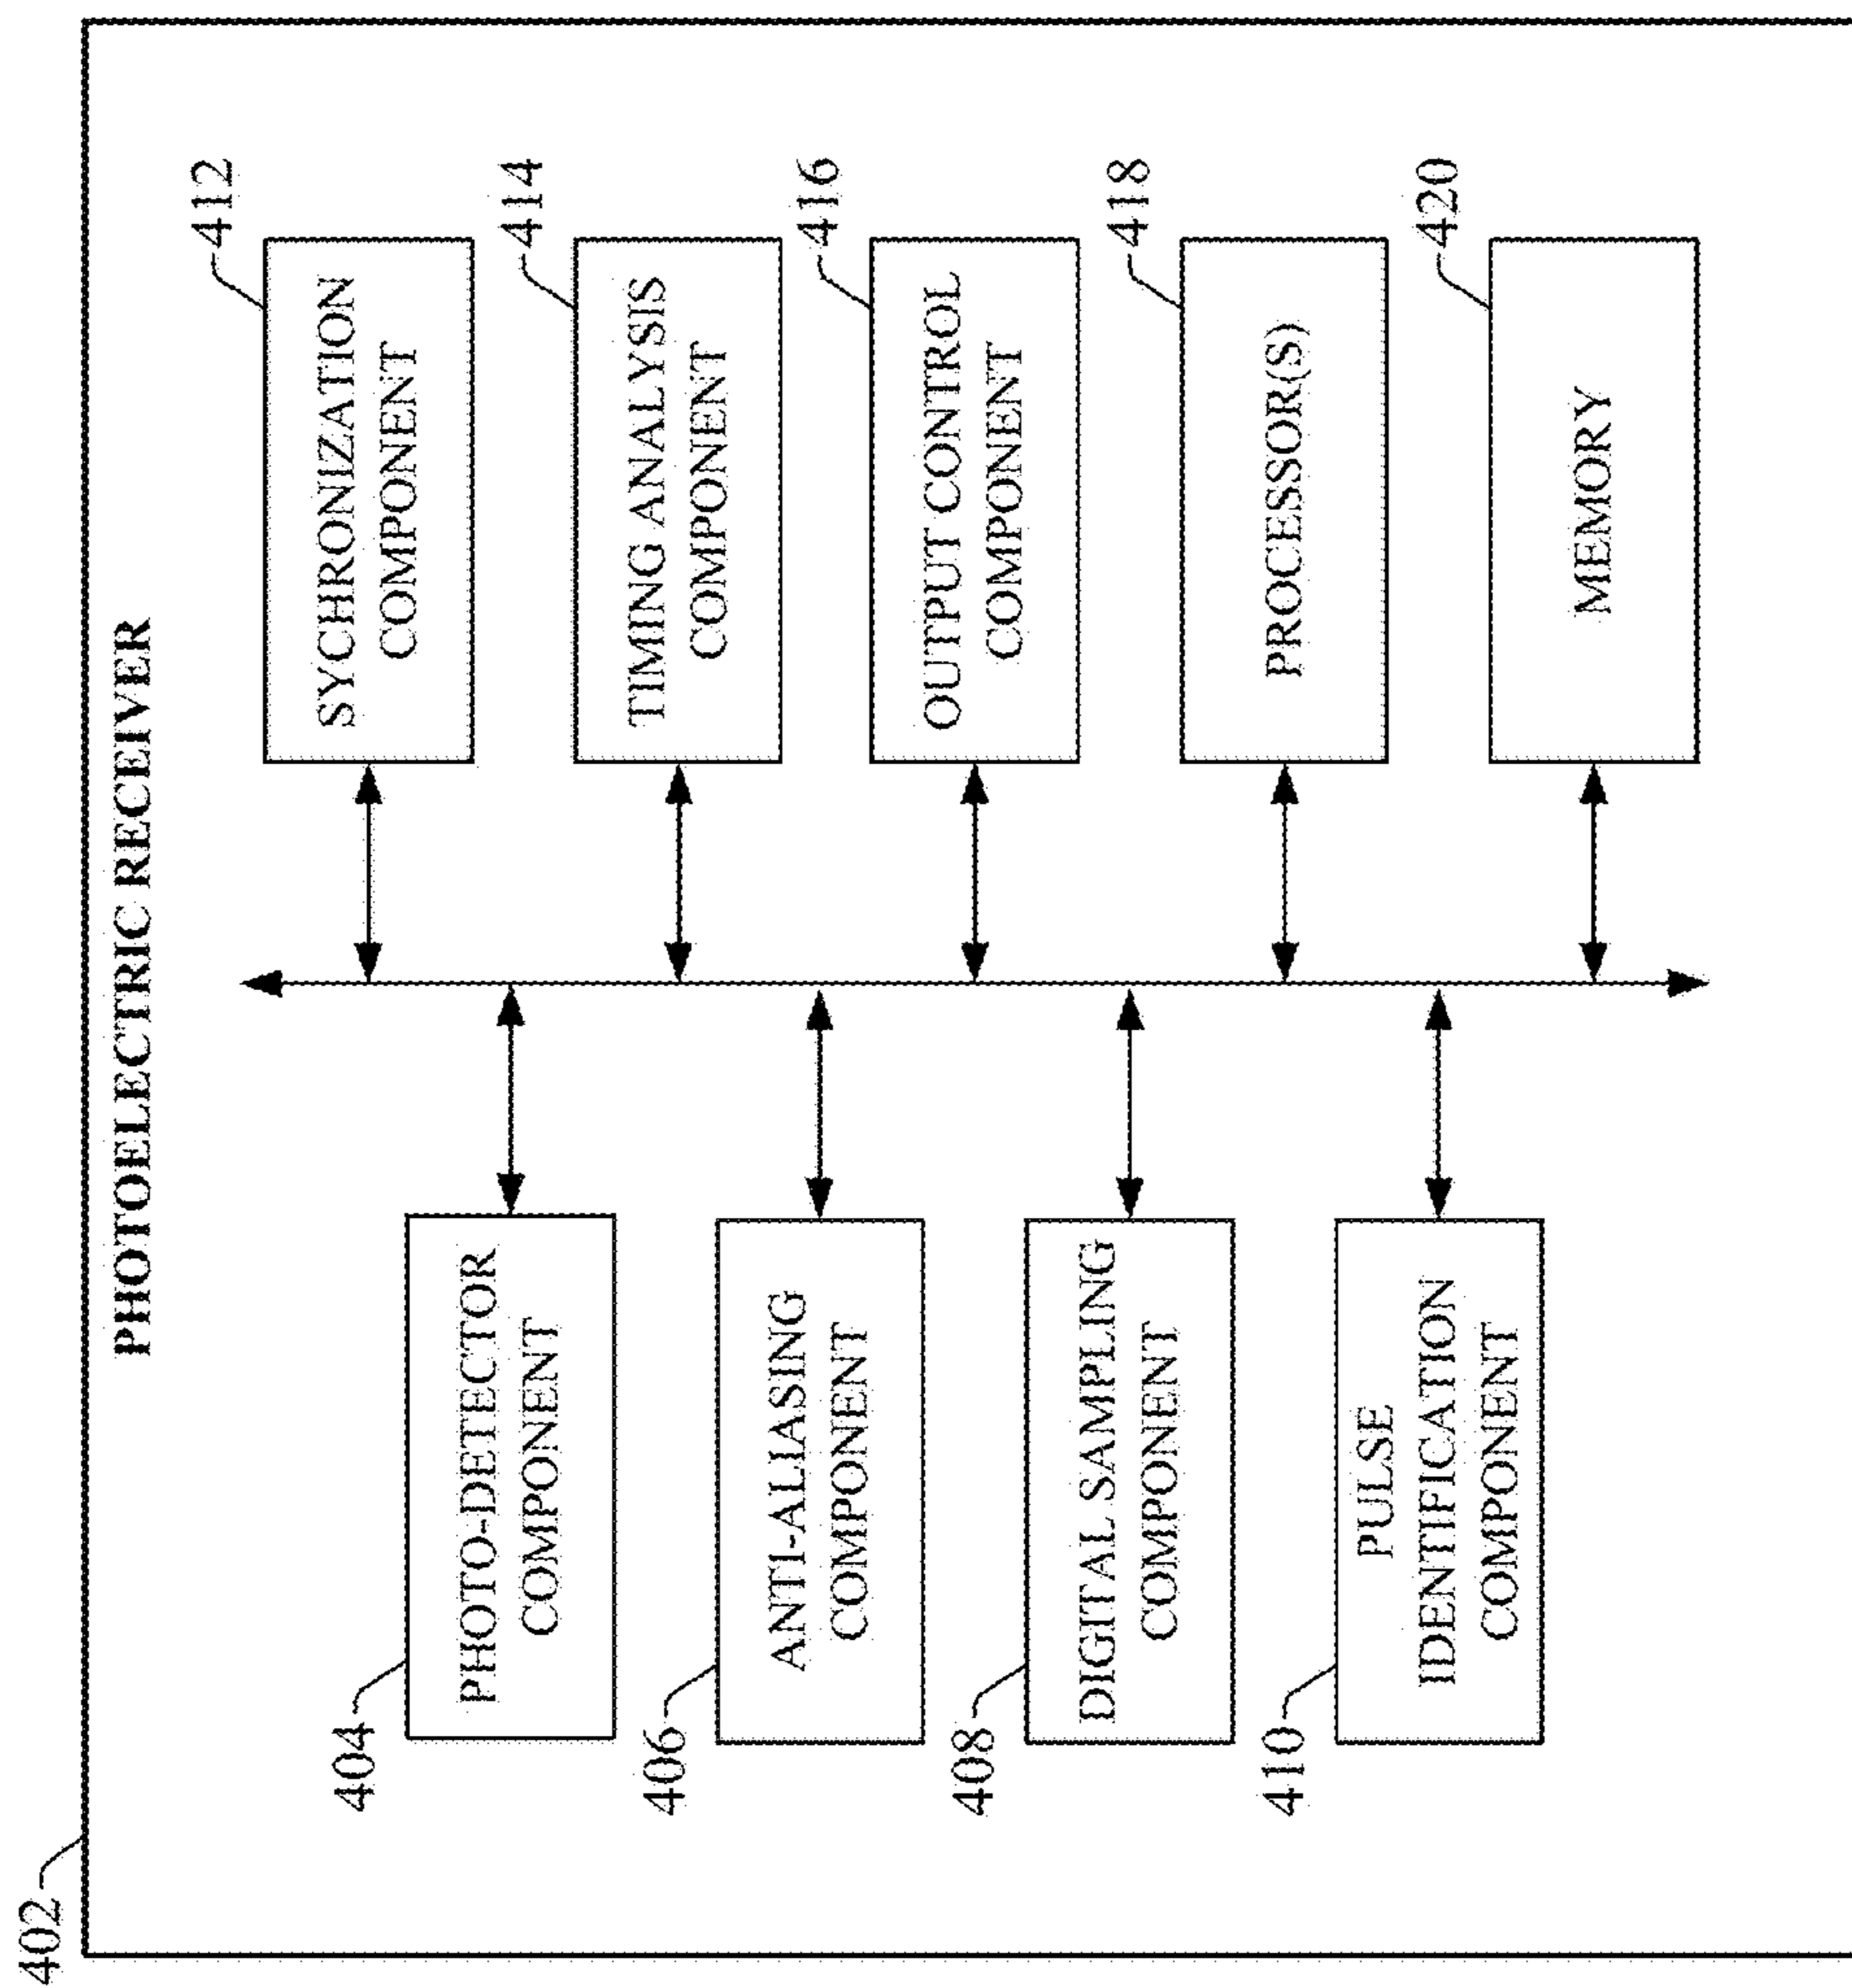 402
PHOTOELECTRIC RECEIVER
404
PHOTO-DETECTOR
COMPONENT
406
ANTI-ALIASING
COMPONENT
408
DIGITAL SAMPLING
COMPONENT
410
PULSE
IDENTIFICATION
COMPONENT
412
SYCHRONIZATION
COMPONENT
414
TIMING ANALYSIS
COMPONENT
416
OUTPUT CONTROL
COMPONENT
418
PROCESSOR(S)
420
MEMORY